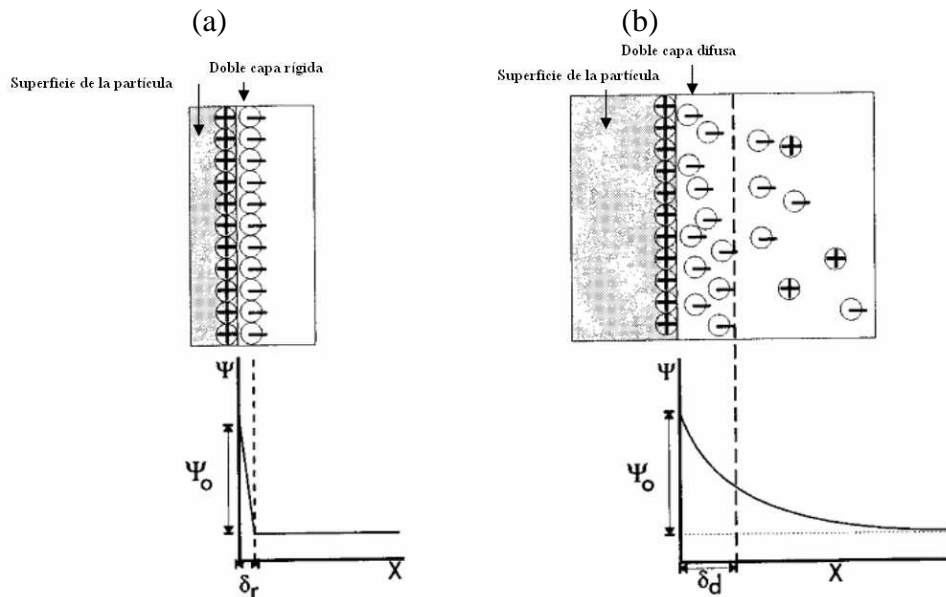 (a)
Doble capa rígida
Superficie de la partícula
Ψ
Ψo
δr
X
(b)
Doble capa difusa
Superficie de la partícula
Ψ
Ψo
δd
X